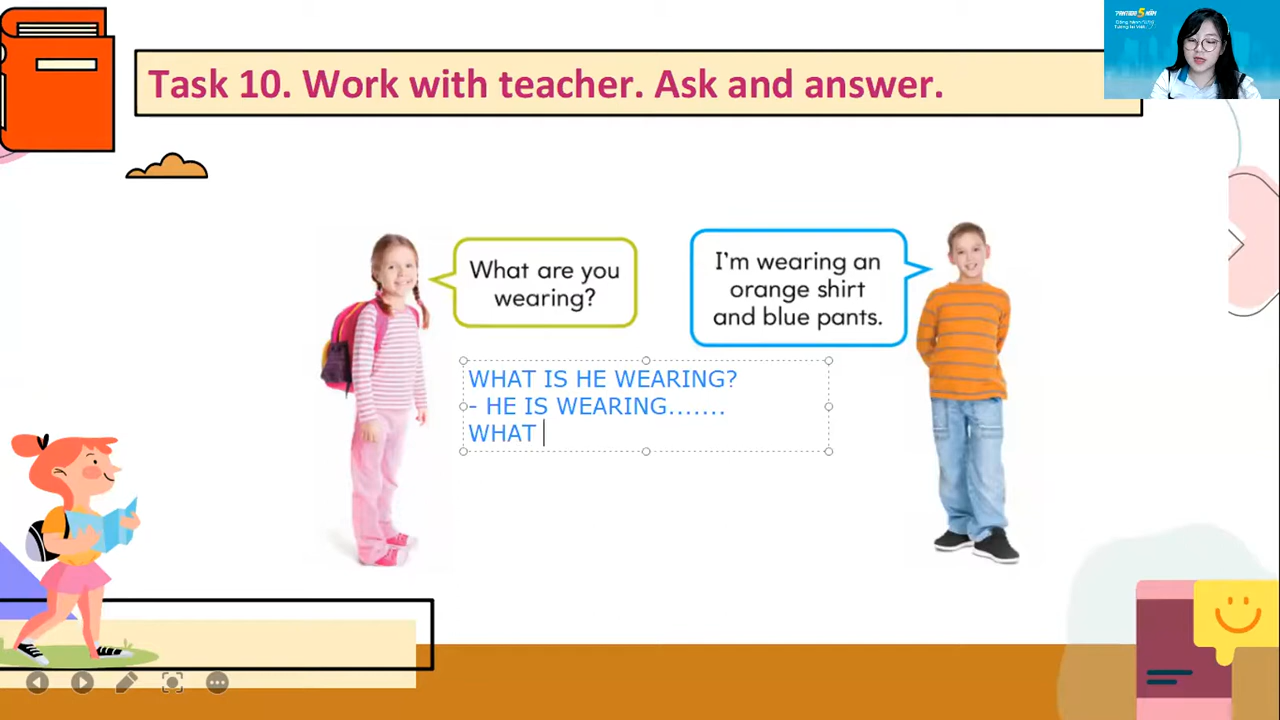 Task 10. Work with teacher. Ask and answer.
What are you
wearing?
I'm wearing an
orange shirt
and blue pants.
WHAT IS HE WEARING?
- HE IS WEARING.......
WHAT